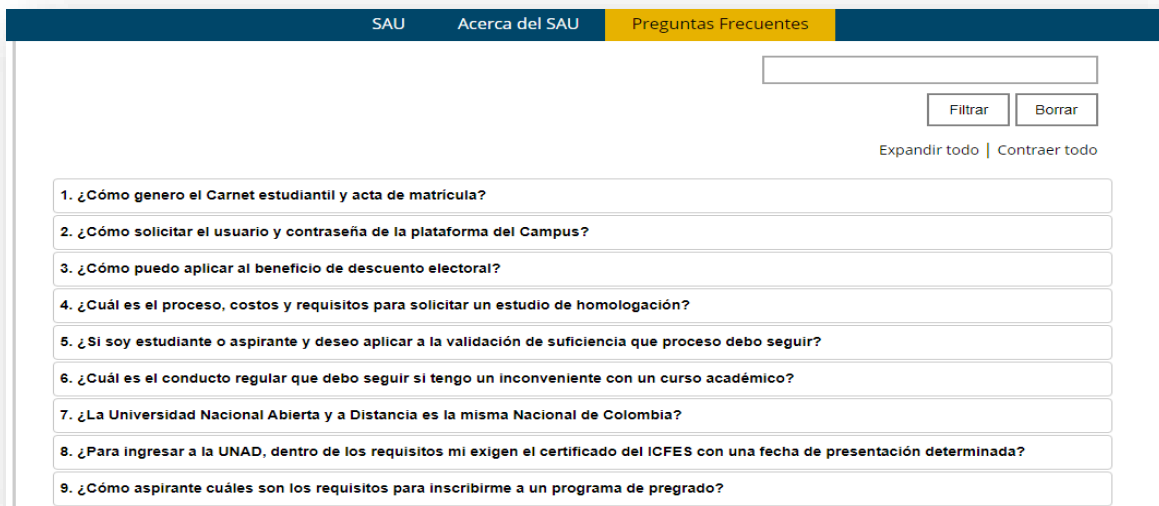 SAU Acerca del SAU Preguntas Frecuentes
Filtrar Borrar
Expandir todo | Contraer todo
1. ¿Cómo genero el Carnet estudiantil y acta de matrícula?
2. ¿Cómo solicitar el usuario y contraseña de la plataforma del Campus?
3. ¿Cómo puedo aplicar al beneficio de descuento electoral?
4. ¿Cuál es el proceso, costos y requisitos para solicitar un estudio de homologación?
5. ¿Si soy estudiante o aspirante y deseo aplicar a la validación de suficiencia que proceso debo seguir?
6. ¿Cuál es el conducto regular que debo seguir si tengo un inconveniente con un curso académico?
7. ¿La Universidad Nacional Abierta y a Distancia es la misma Nacional de Colombia?
8. ¿Para ingresar a la UNAD, dentro de los requisitos mi exigen el certificado del ICFES con una fecha de presentación determinada?
9. ¿Cómo aspirante cuáles son los requisitos para inscribirme a un programa de pregrado?